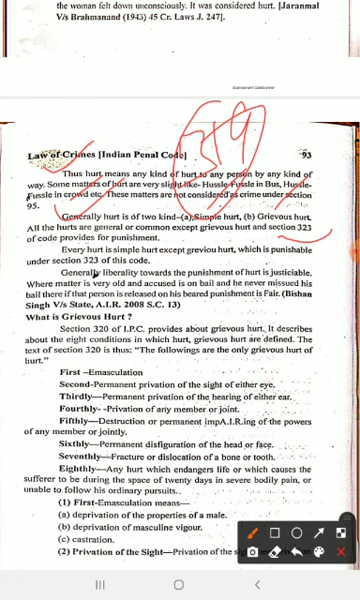 the woman felt down unconsciously. It was considered hurt. [Jaranmal
V/s Brahmanand (1943) 45 Cr. Laws J. 247].
Scanned with CamScanner
Law of Crimes [Indian Penal Code] 93
Thus hurt means any kind of hurt to any person by any kind of
way. Some matters of hurt are very slight like- Hussle-Fussle in Bus, Hussle-
Fussle in crowd etc. These matters are not considered as crime under section
95.
Generally hurt is of two kind-(a) Simple hurt, (b) Grievous hurt.
All the hurts are general or common except grievous hurt and section 323
of code provides for punishment.
Every hurt is simple hurt except greviou hurt, which is punishable
under section 323 of this code.
Generally liberality towards the punishment of hurt is justiciable.
Where matter is very old and accused is on bail and he never missued his
bail there if that person is released on his beared punishment is Fair. (Bishan
Singh V/s State, A.I.R. 2008 S.C. 13)
What is Grievous Hurt ?
Section 320 of I.P.C. provides about grievous hurt. It describes
about the eight conditions in which hurt, grievous hurt are defined. The
text of section 320 is thus: "The followings are the only grievous hurt of
hurt."
First –Emasculation
Second-Permanent privation of the sight of either eye.
Thirdly—Permanent privation of the hearing of either ear.
Fourthly- -Privation of any member or joint.
Fifthly—Destruction or permanent impA.I.R.ing of the powers
of any member or jointly.
Sixthly—Permanent disfiguration of the head or face.
Seventhly—Fracture or dislocation of a bone or tooth.
Eighthly—Any hurt which endangers life or which causes the
sufferer to be during the space of twenty days in severe bodily pain, or
unable to follow his ordinary pursuits..
(1) First-Emasculation means—
(a) deprivation of the properties of a male.
(b) deprivation of masculine vigour.
(c) castration.
(2) Privation of the Sight—Privation of the